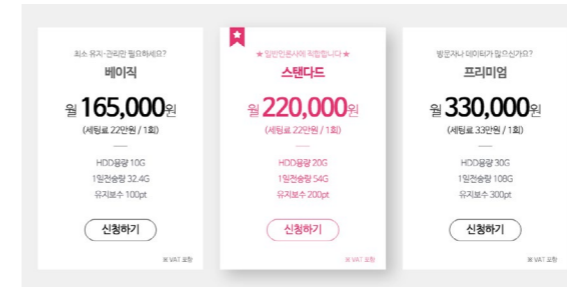 최소 유지·관리만 필요하세요?
베이직
월 165,000원
(세팅료 22만원 / 1회)
HDD용량 10G
1일전송량 32.4G
유지보수 100pt
신청하기
※ VAT 포함
★ 일반언론사에 적합합니다 ★
스탠다드
월 220,000원
(세팅료 22만원 / 1회)
HDD용량 20G
1일전송량 54G
유지보수 200pt
신청하기
※ VAT 포함
방문자나 데이터가 많으신가요?
프리미엄
월 330,000원
(세팅료 33만원 / 1회)
HDD용량 30G
1일전송량 108G
유지보수 300pt
신청하기
※ VAT 포함